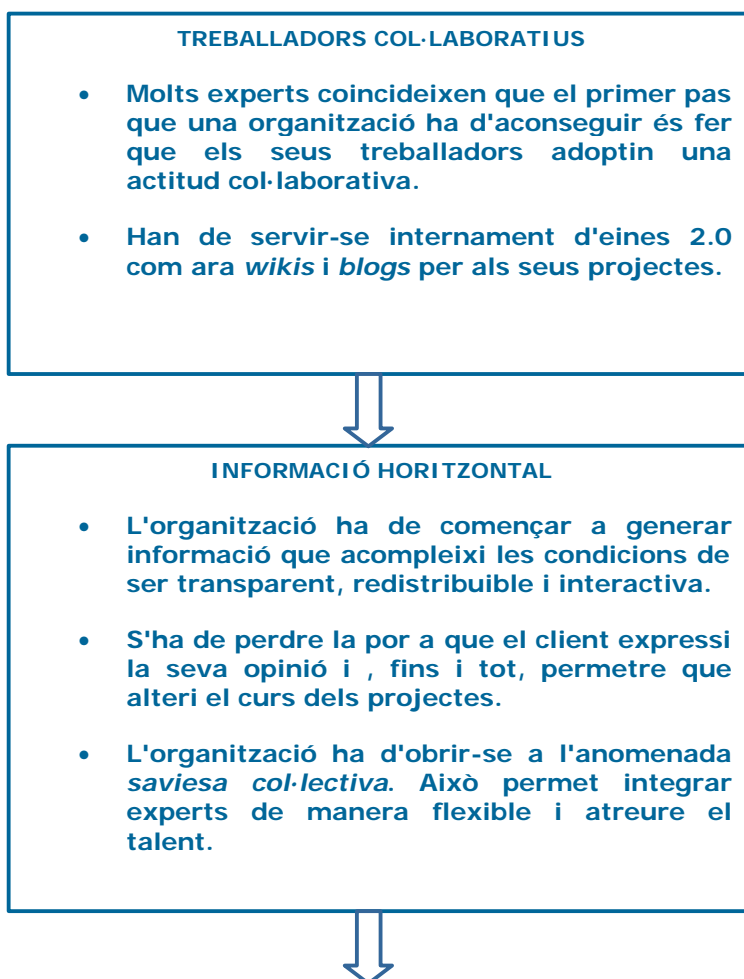 TREBALLADORS COL·LABORATIUS
• Molts experts coincideixen que el primer pas
que una organització ha d'aconseguir és fer
que els seus treballadors adoptin una
actitud col·laborativa.
• Han de servir-se internament d'eines 2.0
com ara wikis i blogs per als seus projectes.
INFORMACIÓ HORITZONTAL
• L'organització ha de començar a generar
informació que acompleixi les condicions de
ser transparent, redistribuible i interactiva.
• S'ha de perdre la por a que el client expressi
la seva opinió i , fins i tot, permetre que
alteri el curs dels projectes.
• L'organització ha d'obrir-se a l'anomenada
saviesa col·lectiva. Això permet integrar
experts de manera flexible i atreure el
talent.